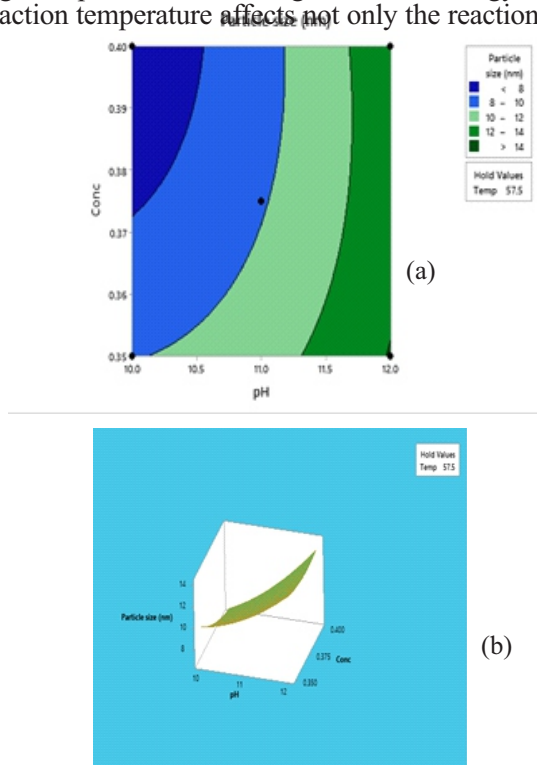 action temperature affects not only the reaction
Particle size (nm)
0.40
0.39
0.38
0.37
0.36
0.35
Conc
10.0 10.5 11.0 11.5 12.0
pH
Particle
size (nm)
< 8
8 – 10
10 – 12
12 – 14
> 14
Hold Values
Temp 57.5
(a)
Hold Values
Temp 57.5
14
12
10
8
Particle size (nm)
10 11 12
pH
0.350
0.375
0.400
Conc
(b)